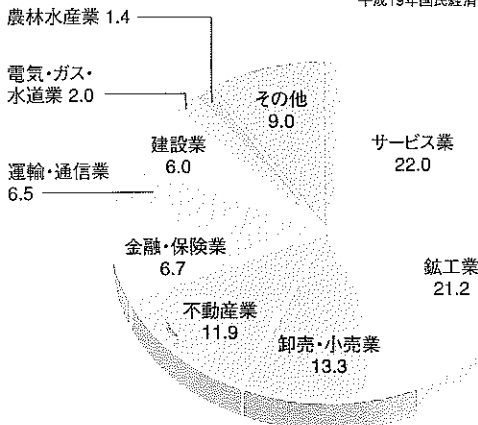 平成19年国民経済
農林水産業 1.4
電気・ガス・
水道業 2.0
その他
9.0
サービス業
22.0
建設業
6.0
運輸・通信業
6.5
金融・保険業
6.7
鉱工業
21.2
不動産業
11.9
卸売・小売業
13.3